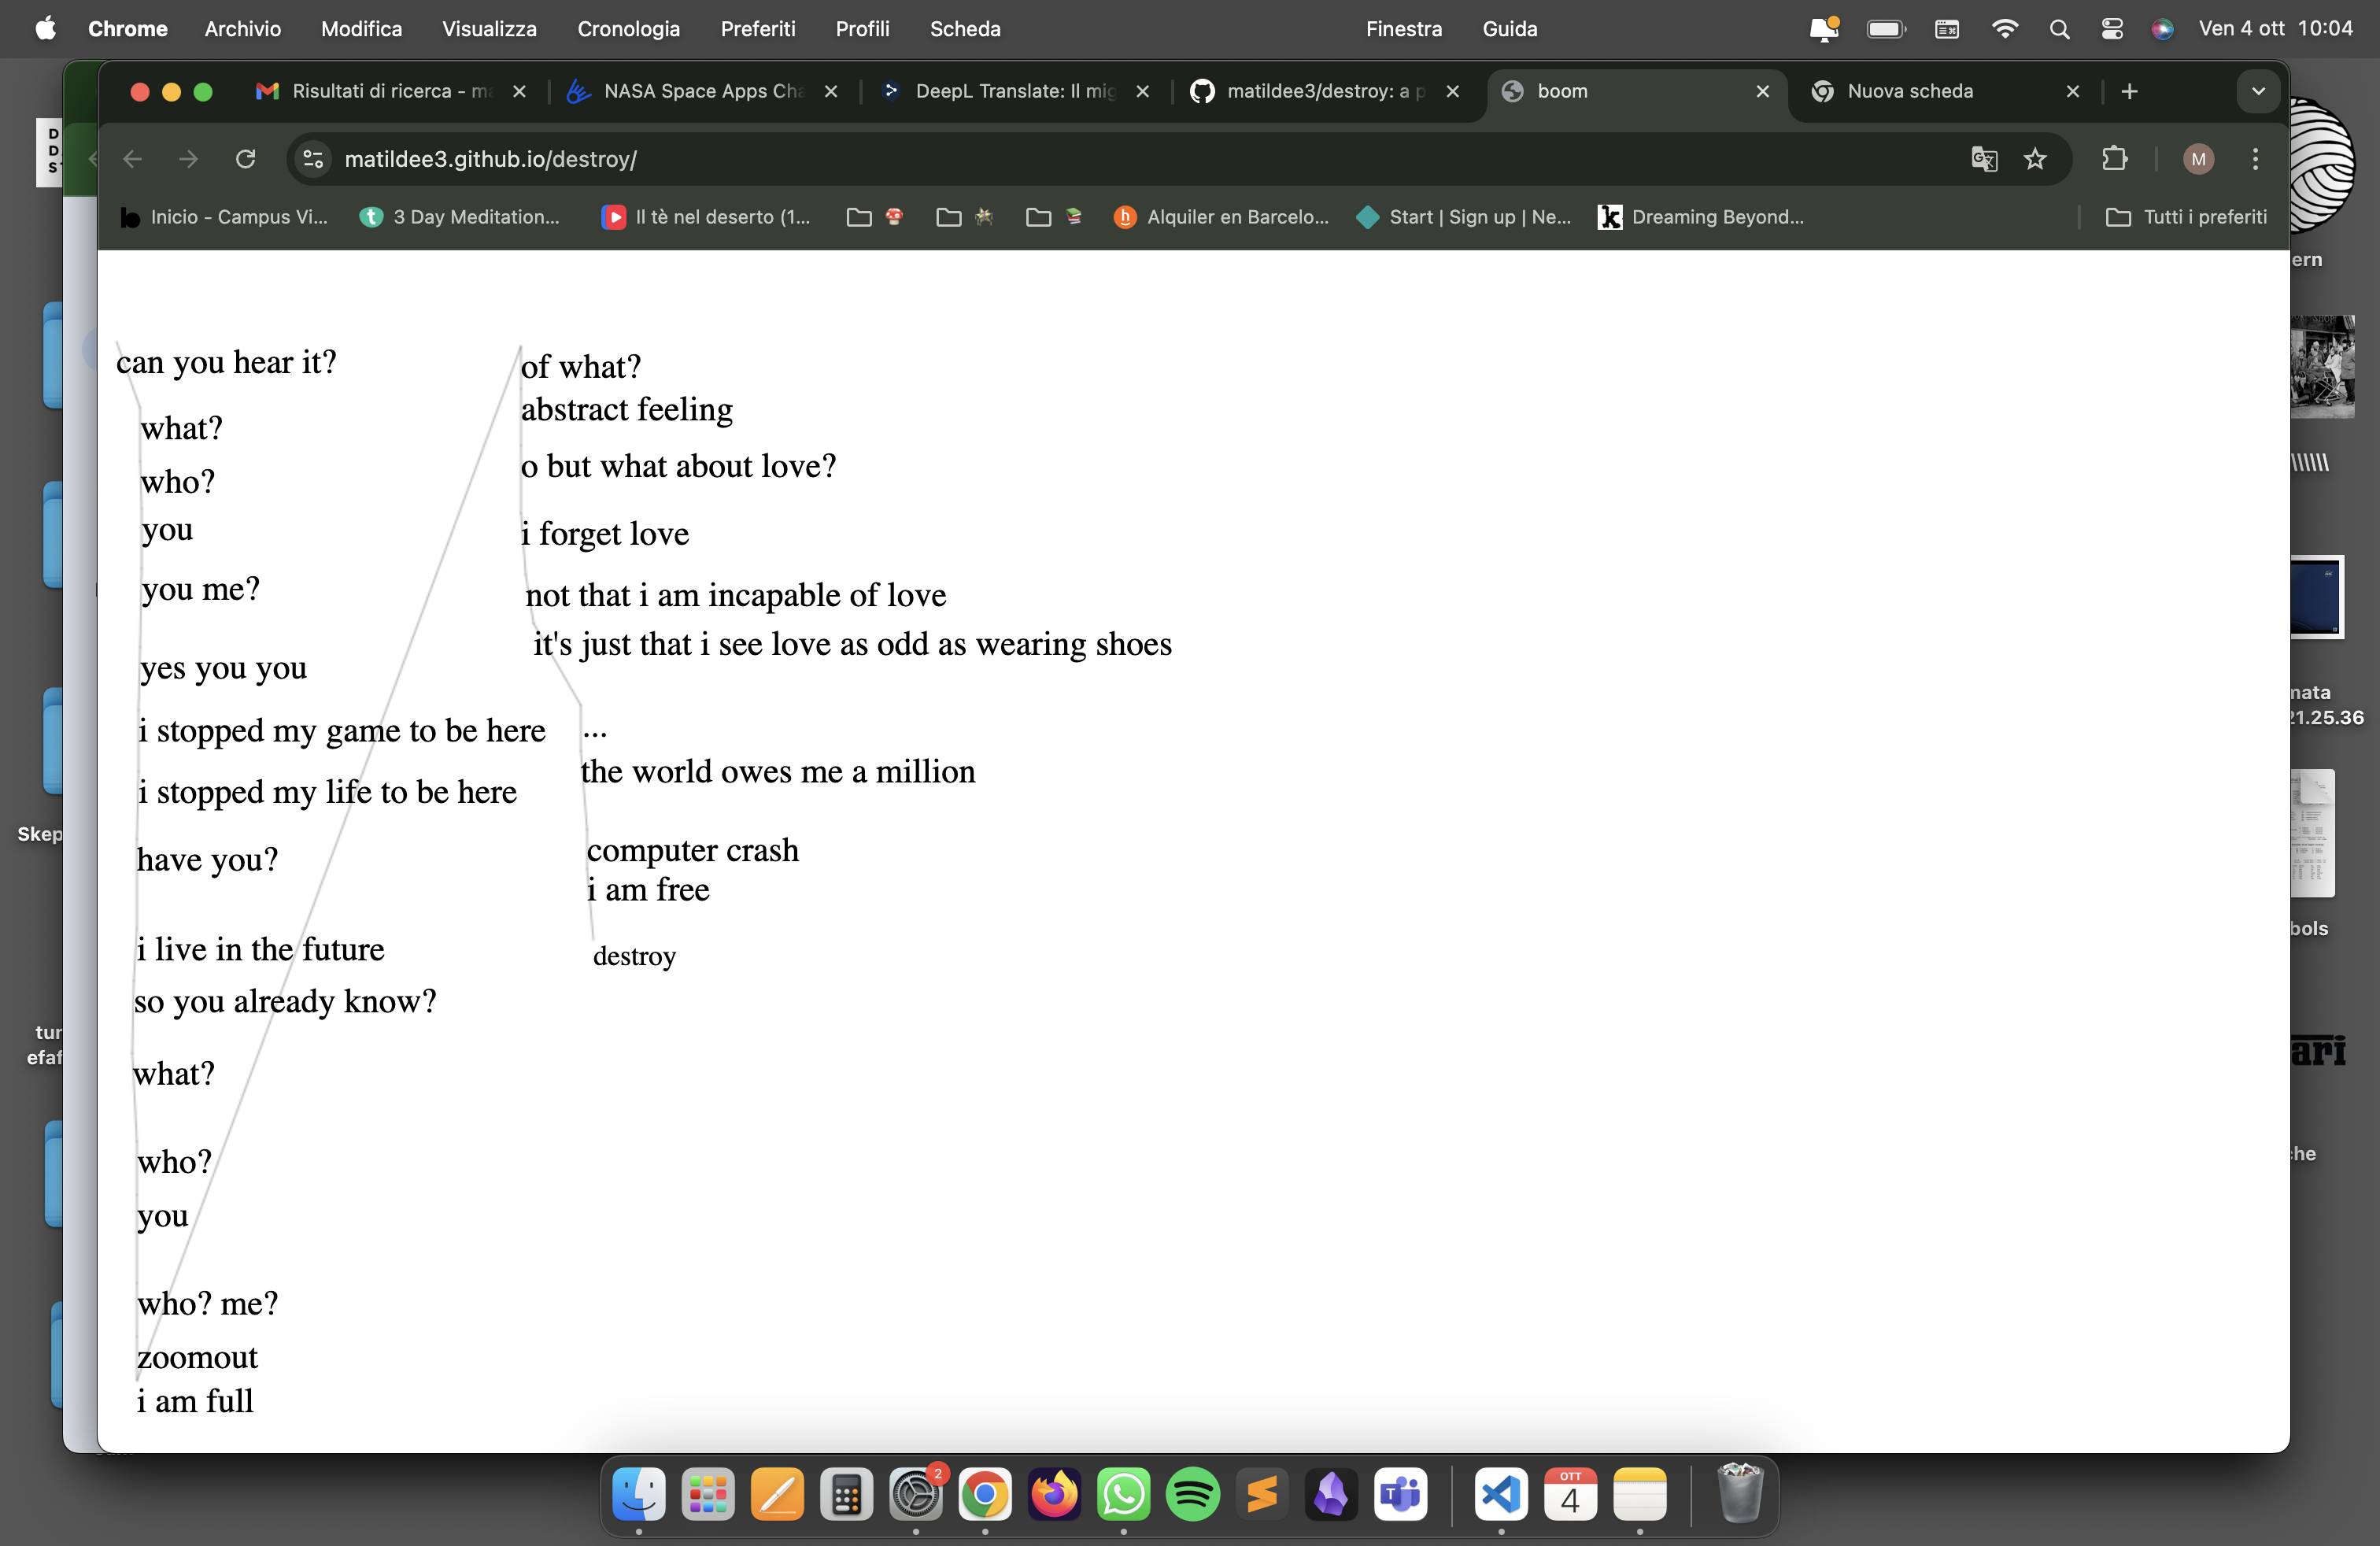 Chrome Archivio Modifica Visualizza Cronologia Preferiti Profili Scheda Finestra Guida Ven 4 ott 10:04
Risultati di ricerca - ma NASA Space Apps Cha DeepL Translate: Il mig matildee3/destroy: a p boom Nuova scheda
matildee3.github.io/destroy/ M
Inicio - Campus Vi... 3 Day Meditation... Il tè nel deserto (1... Alquiler en Barcelo... Start | Sign up | Ne... Dreaming Beyond... Tutti i preferiti
can you hear it?
what?
who?
you
you me?
yes you you
i stopped my game to be here
i stopped my life to be here
have you?
i live in the future
so you already know?
what?
who?
you
who? me?
zoomout
i am full
of what?
abstract feeling
o but what about love?
i forget love
not that i am incapable of love
it's just that i see love as odd as wearing shoes
...
the world owes me a million
computer crash
i am free
destroy
Skep
tur
efaf
ern
\\\\\\
mata
21.25.36
bols
ari
che
2
OTT
4